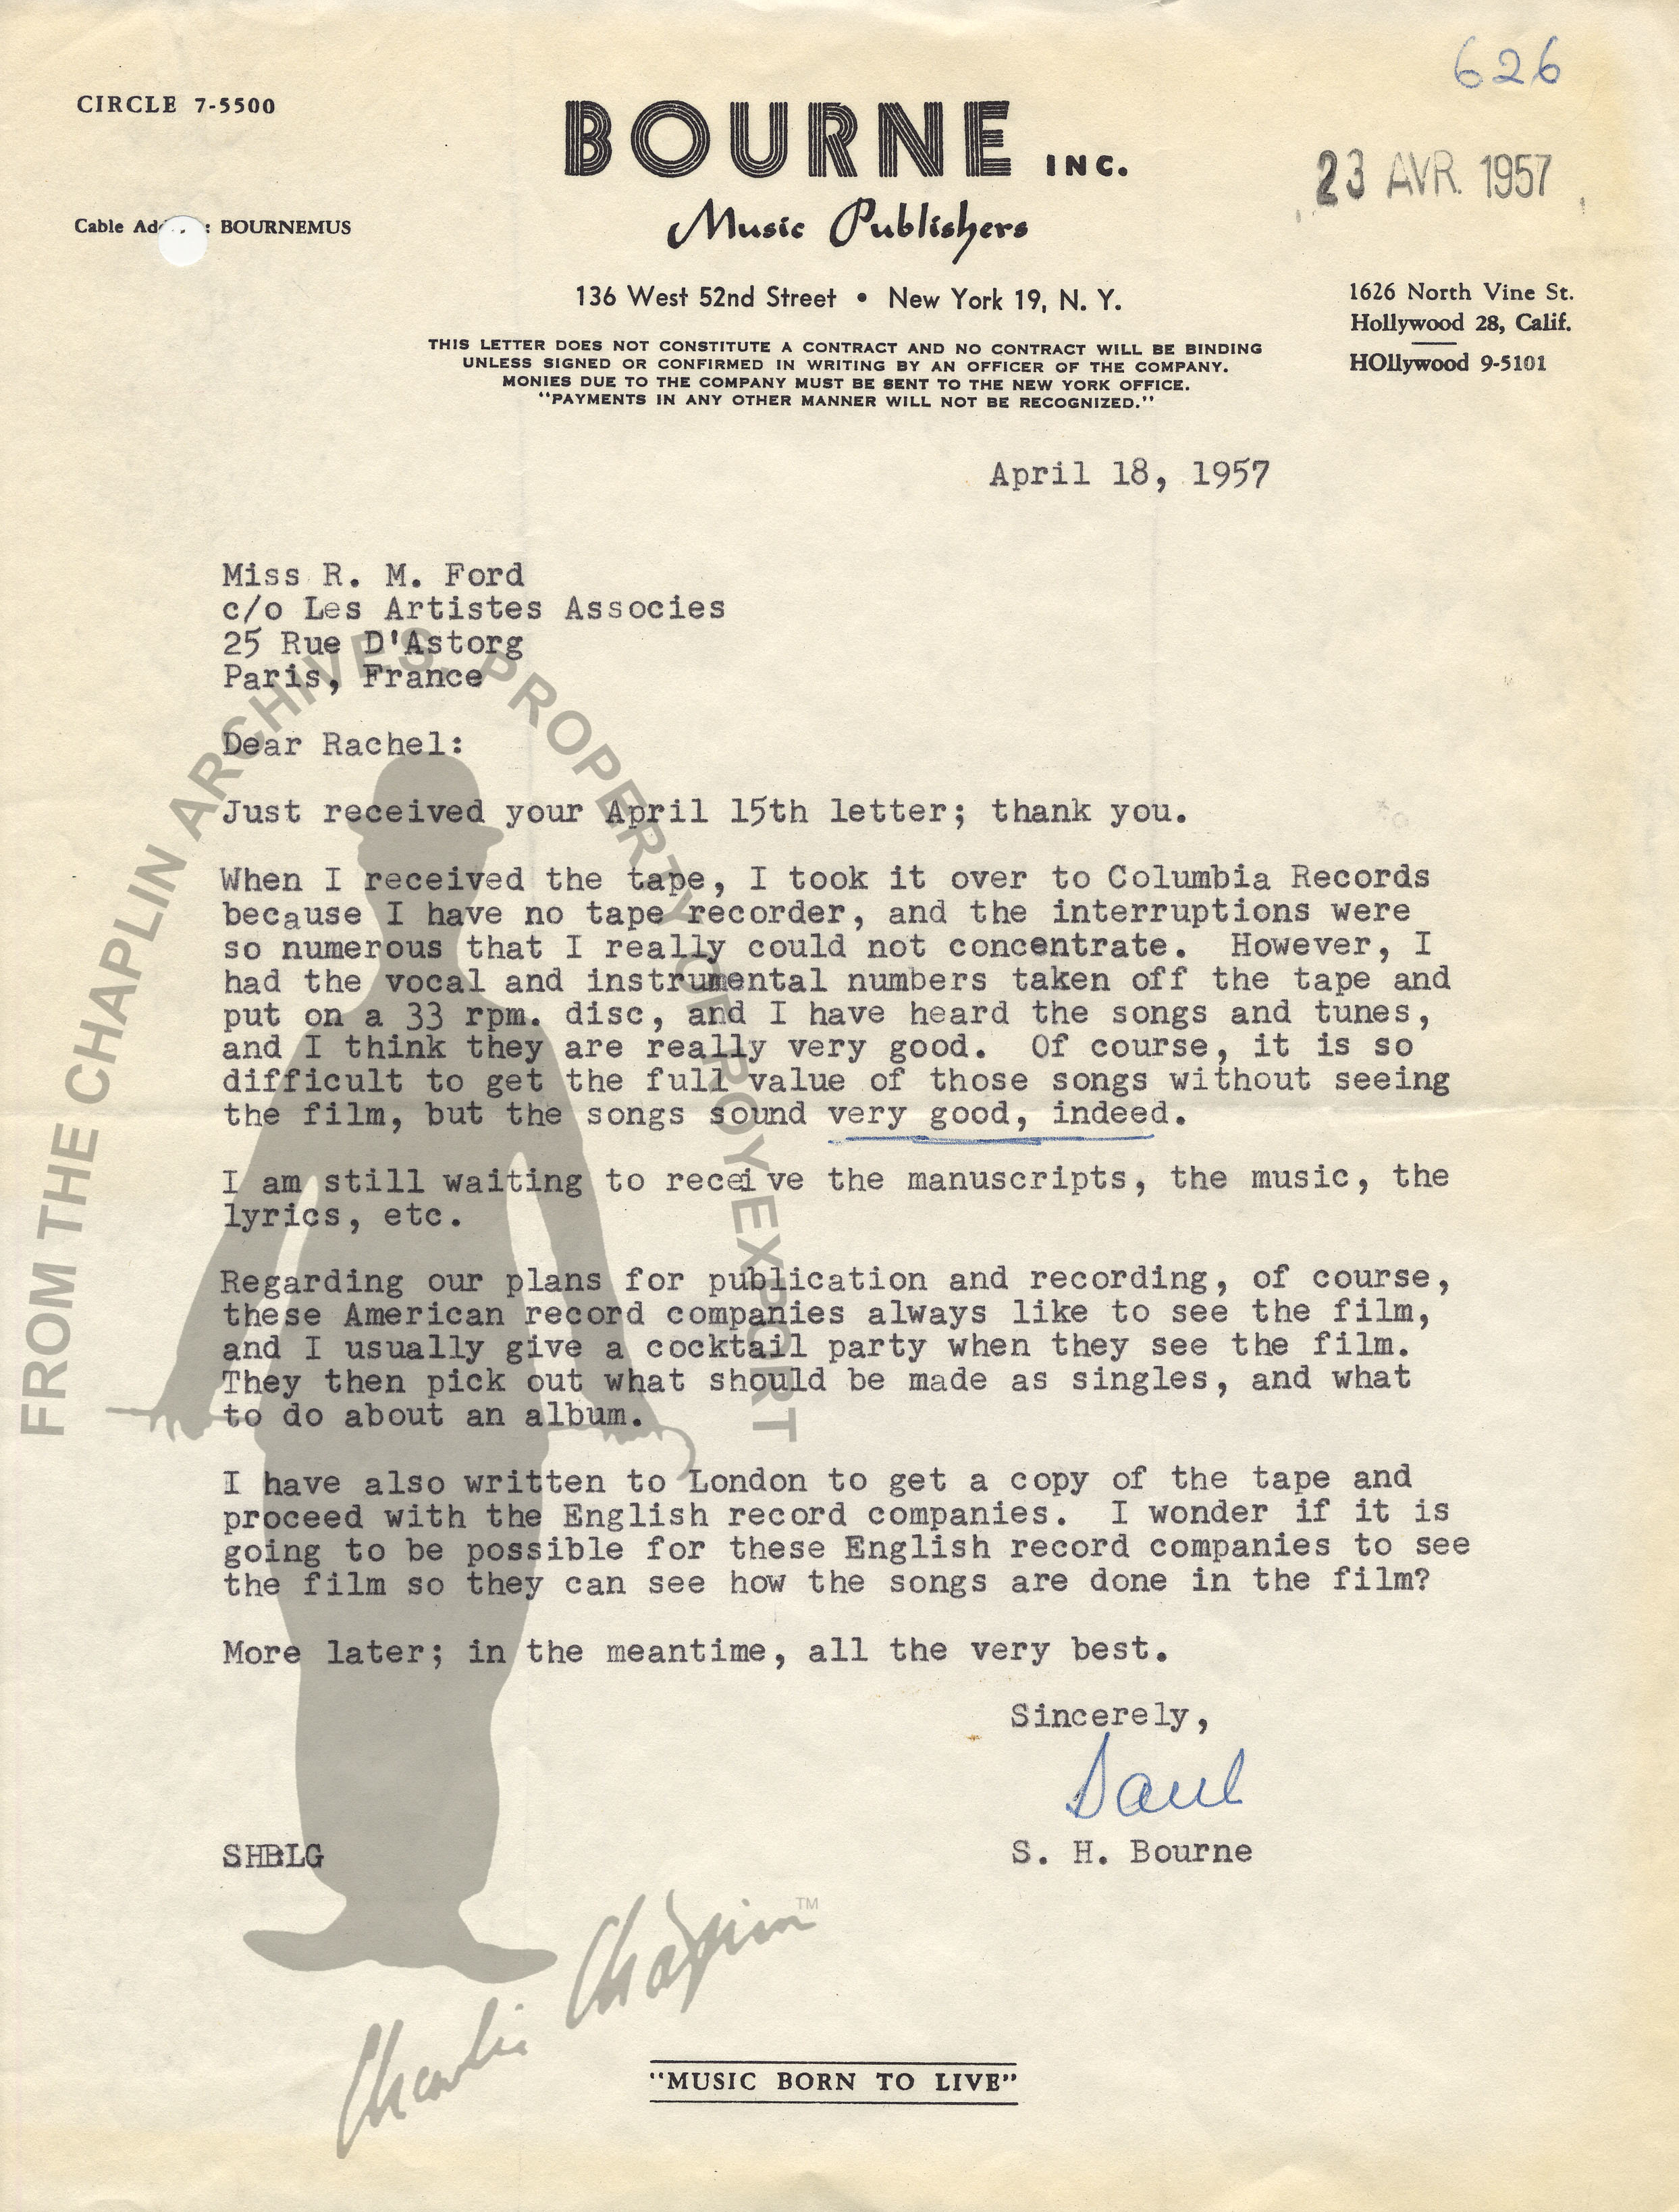 626
CIRCLE 7-5500
BOURNE INC.
23 AVR. 1957
Cable Ad : BOURNEMUS
Music Publishers
136 West 52nd Street • New York 19, N. Y.
1626 North Vine St.
Hollywood 28, Calif.
HOllywood 9-5101
THIS LETTER DOES NOT CONSTITUTE A CONTRACT AND NO CONTRACT WILL BE BINDING
UNLESS SIGNED OR CONFIRMED IN WRITING BY AN OFFICER OF THE COMPANY.
MONIES DUE TO THE COMPANY MUST BE SENT TO THE NEW YORK OFFICE.
"PAYMENTS IN ANY OTHER MANNER WILL NOT BE RECOGNIZED."
April 18, 1957
Miss R. M. Ford
c/o Les Artistes Associes
25 Rue D'Astorg
Paris, France
Dear Rachel:
Just received your April 15th letter; thank you.
When I received the tape, I took it over to Columbia Records
because I have no tape recorder, and the interruptions were
so numerous that I really could not concentrate. However, I
had the vocal and instrumental numbers taken off the tape and
put on a 33 rpm. disc, and I have heard the songs and tunes,
and I think they are really very good. Of course, it is so
difficult to get the full value of those songs without seeing
the film, but the songs sound very good, indeed.
I am still waiting to receive the manuscripts, the music, the
lyrics, etc.
Regarding our plans for publication and recording, of course,
these American record companies always like to see the film,
and I usually give a cocktail party when they see the film.
They then pick out what should be made as singles, and what
to do about an album.
I have also written to London to get a copy of the tape and
proceed with the English record companies. I wonder if it is
going to be possible for these English record companies to see
the film so they can see how the songs are done in the film?
More later; in the meantime, all the very best.
Sincerely,
Saul
S. H. Bourne
SHBLG
"MUSIC BORN TO LIVE"
FROM THE CHAPLIN ARCHIVES, PROPERTY OF ROY EXPORT
Charlie Chaplin™